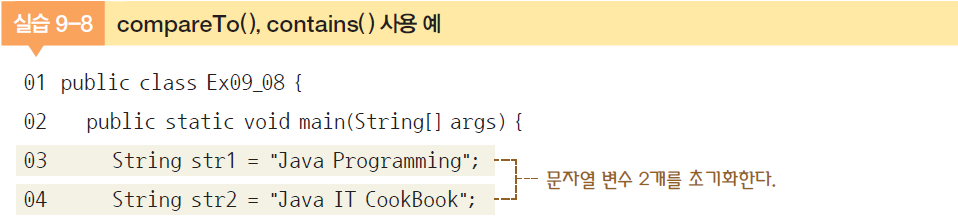 실습 9-8 compareTo(), contains() 사용 예
01 public class Ex09_08 {
02 public static void main(String[] args) {
03 String str1 = "Java Programming";
04 String str2 = "Java IT CookBook";
문자열 변수 2개를 초기화한다.